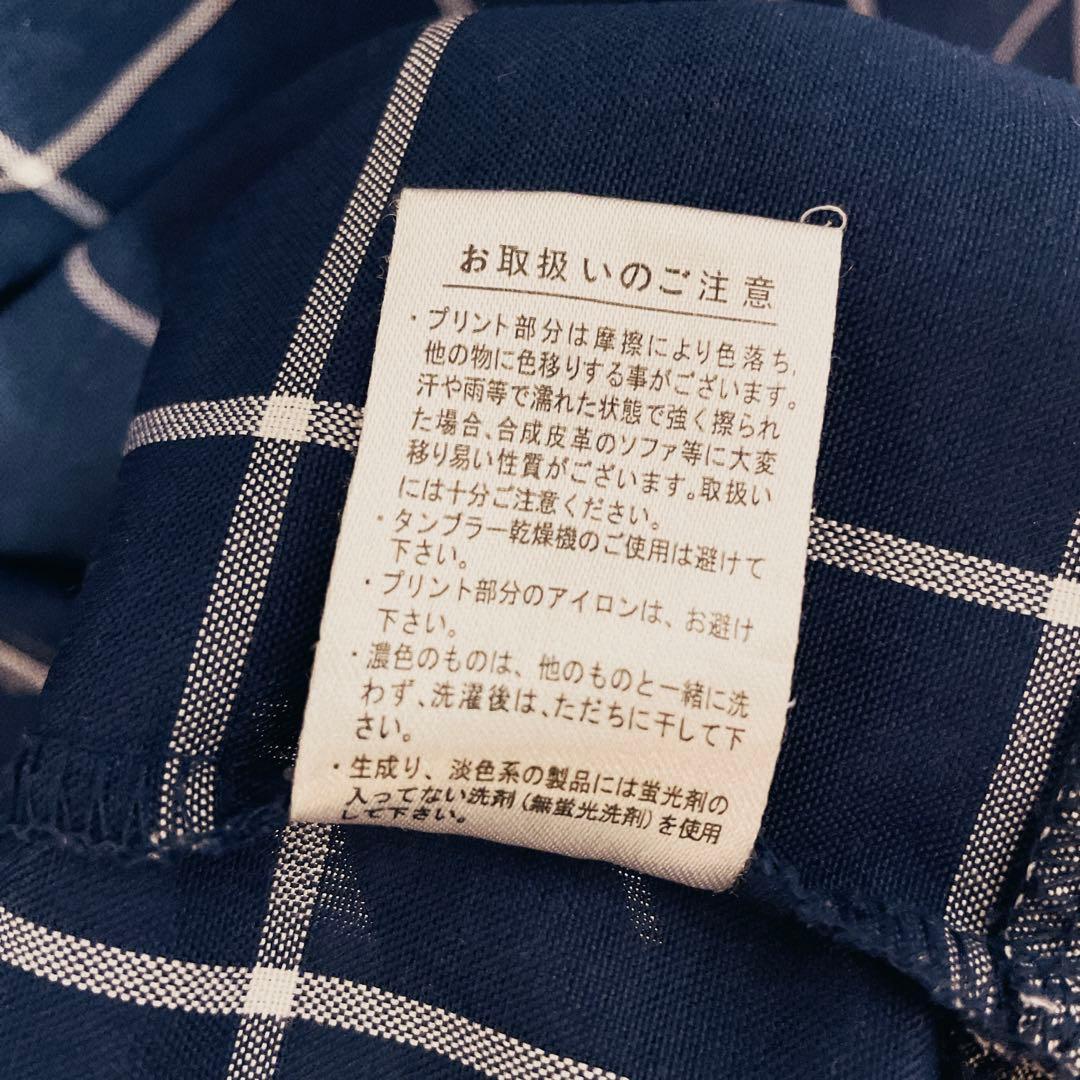 お取扱いのご注意
・プリント部分は摩擦により色落ち、
他の物に色移りする事がございます。
汗や雨等で濡れた状態で強く擦られ
た場合、合成皮革のソファ等に大変
移り易い性質がございます。取扱い
には十分ご注意ください。
・タンブラー乾燥機のご使用は避けて
下さい。
・プリント部分のアイロンは、お避け
下さい。
・濃色のものは、他のものと一緒に洗
わず、洗濯後は、ただちに干して下
さい。
・生成り、淡色系の製品には蛍光剤の
入ってない洗剤(無蛍光洗剤)を使用
して下さい。